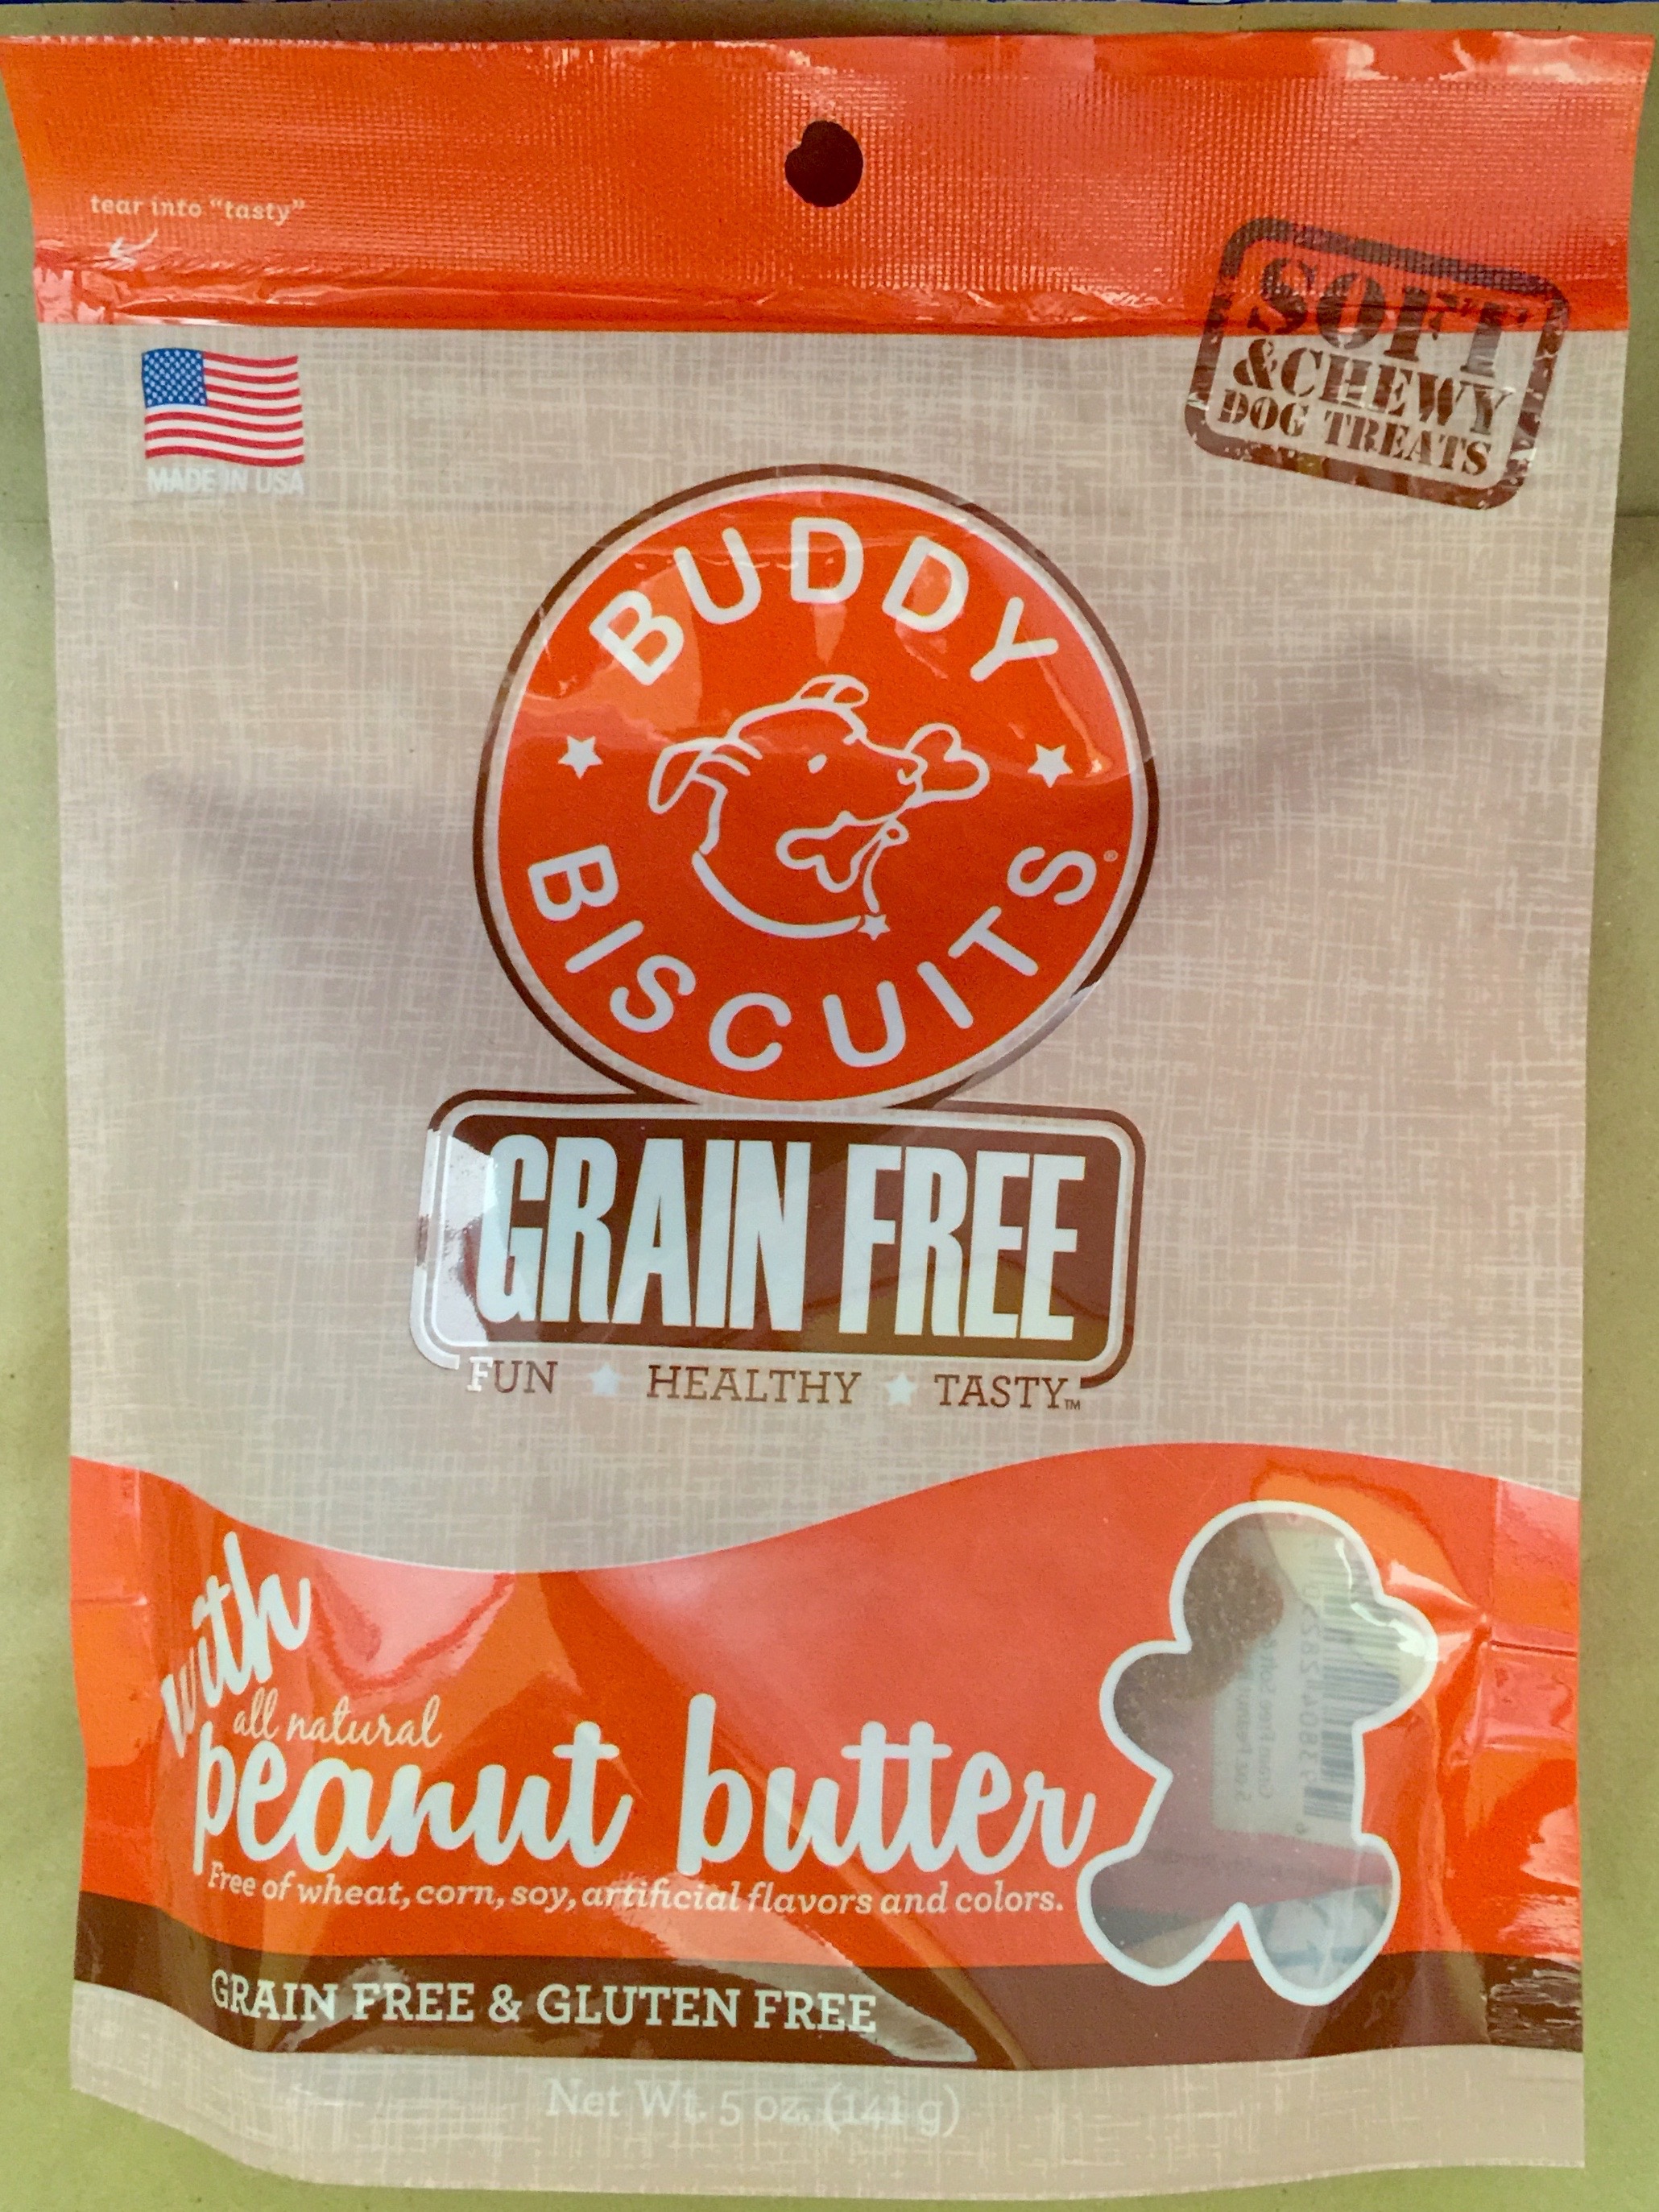 tear into "tasty"
SOFT
&CHEWY
DOG TREATS
MADE IN USA
BUDDY
BISCUITS®
GRAIN FREE
FUN ★ HEALTHY ★ TASTY™
with
all natural
peanut butter
Free of wheat, corn, soy, artificial flavors and colors.
GRAIN FREE & GLUTEN FREE
Net Wt. 5 oz. (141 g)